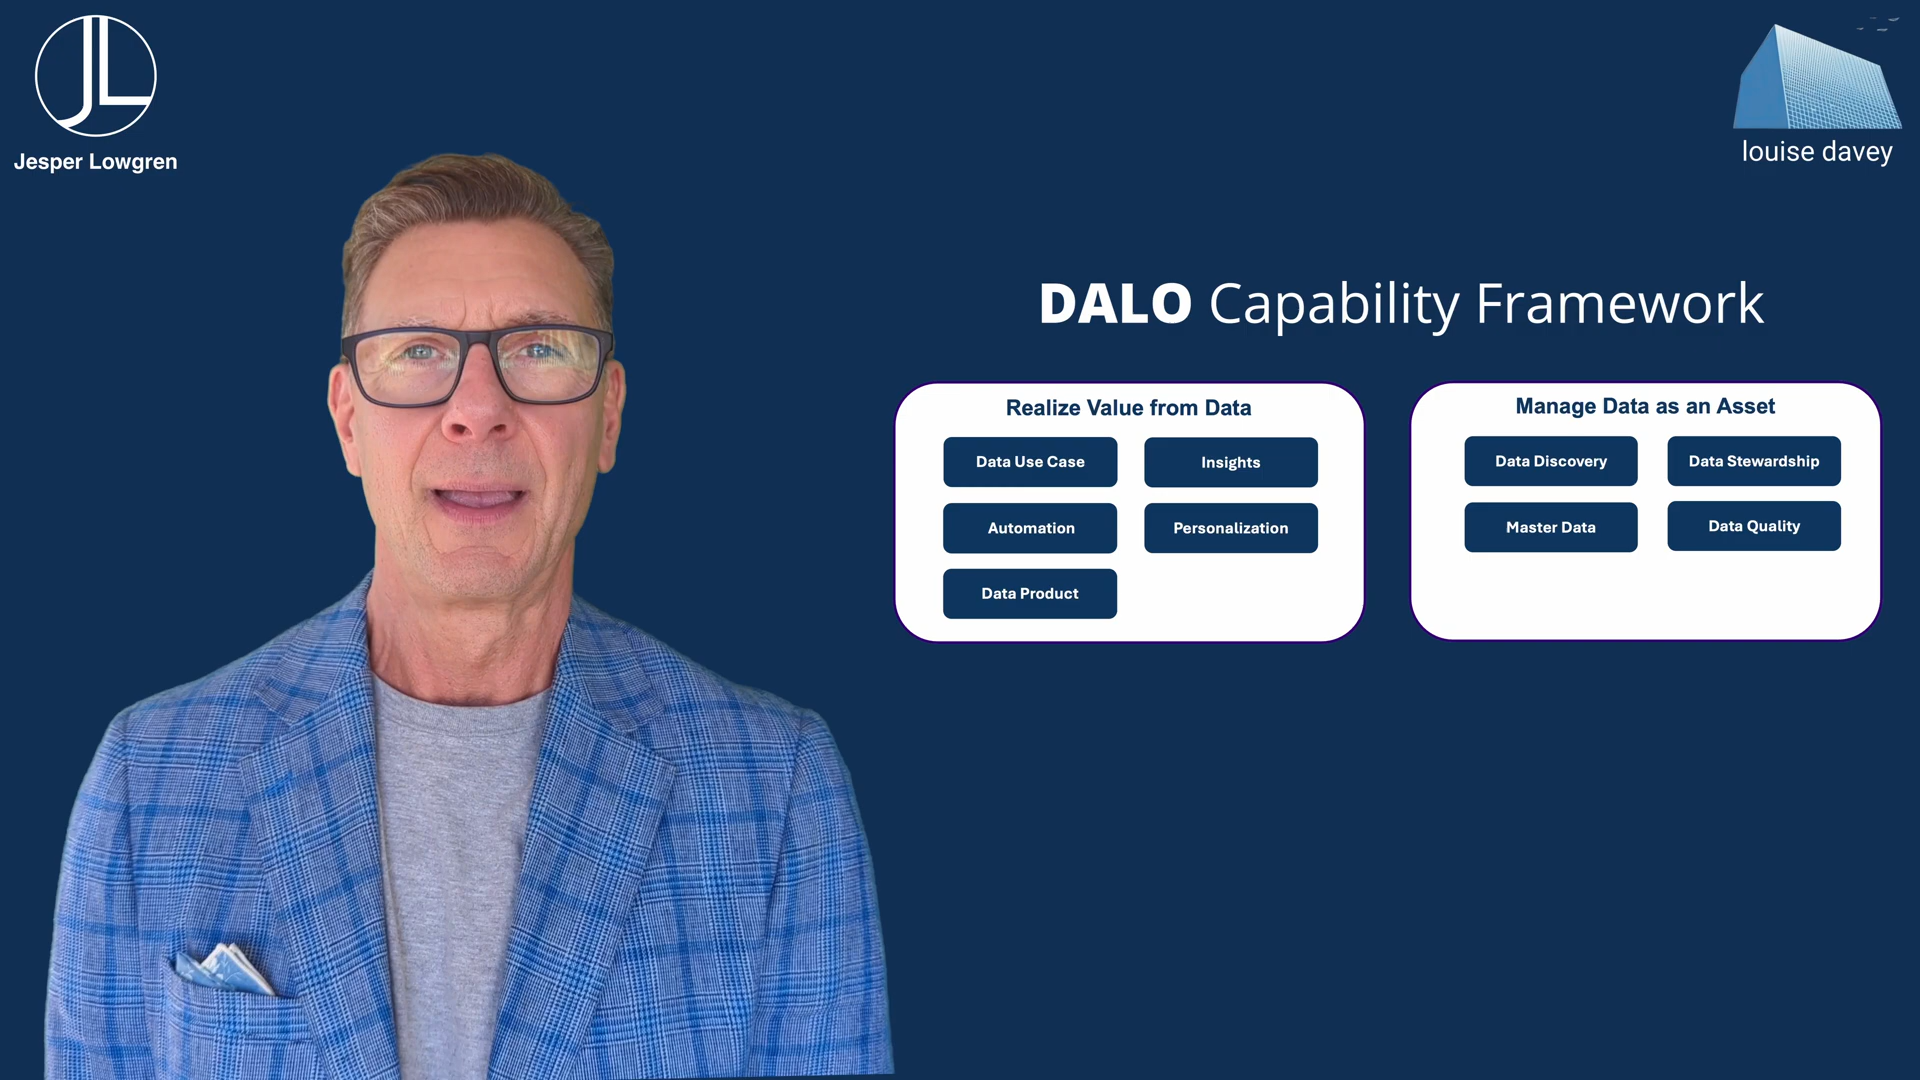 JL
Jesper Lowgren
louise davey
DALO Capability Framework
Realize Value from Data
Data Use Case
Insights
Automation
Personalization
Data Product
Manage Data as an Asset
Data Discovery
Data Stewardship
Master Data
Data Quality